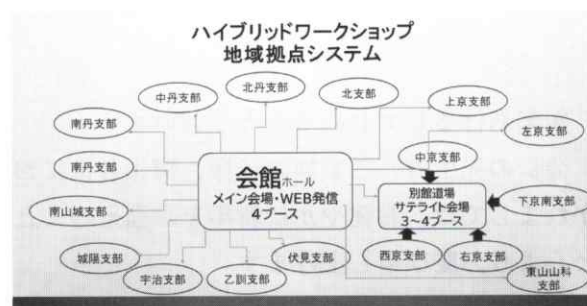 ハイブリッドワークショップ
地域拠点システム
中丹支部
北丹支部
北支部
上京支部
南丹支部
左京支部
中京支部
南丹支部
会館ホール
メイン会場・WEB発信
4ブース
別館道場
サテライト会場
3～4ブース
下京南支部
南山城支部
城陽支部
宇治支部
乙訓支部
伏見支部
西京支部
右京支部
東山山科
支部